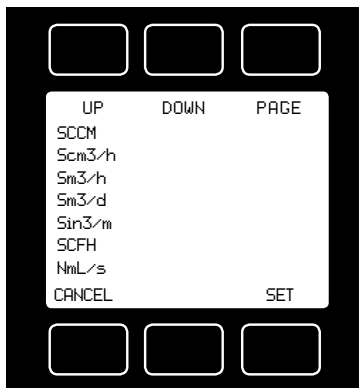 UP DOWN PAGE
SCCM
Scm3/h
Sm3/h
Sm3/d
Sin3/m
SCFH
NmL/s
CANCEL SET